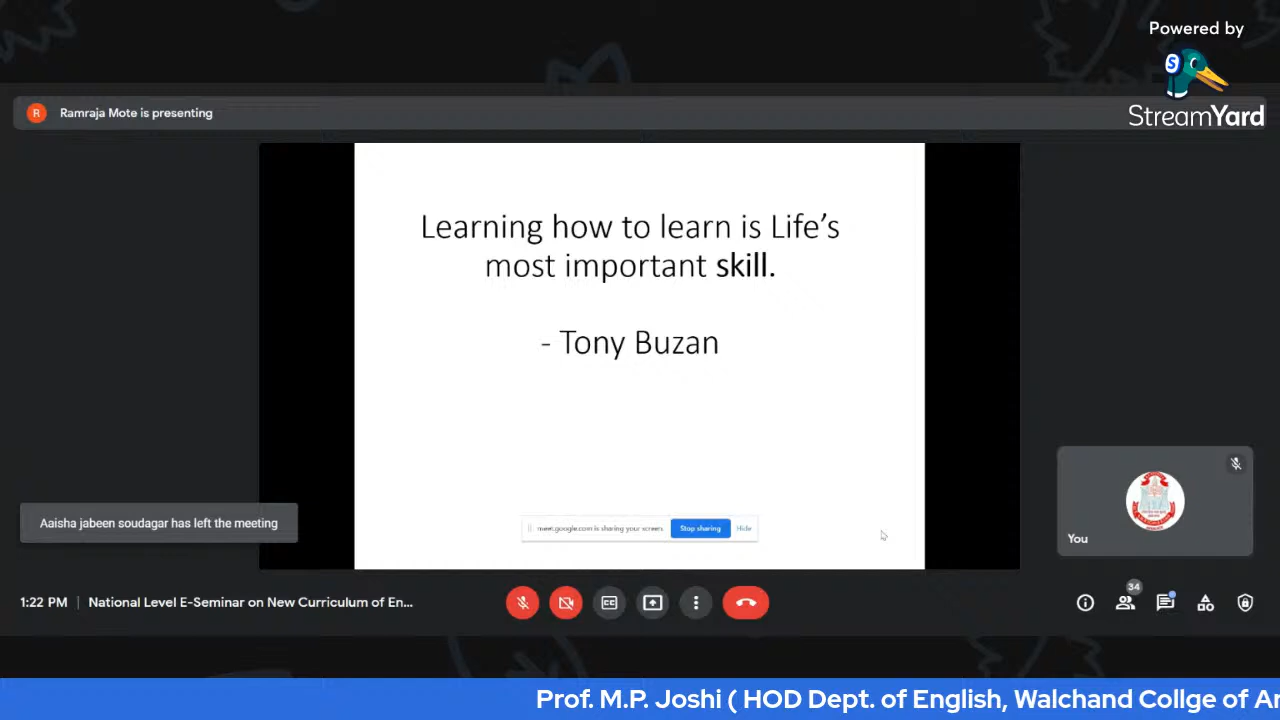 Powered by
StreamYard
R
Ramraja Mote is presenting
Learning how to learn is Life’s
most important skill.
- Tony Buzan
Aaisha jabeen soudagar has left the meeting
meet.google.com is sharing your screen.
Stop sharing
Hide
You
1:22 PM | National Level E-Seminar on New Curriculum of En...
CC
34
Prof. M.P. Joshi ( HOD Dept. of English, Walchand Collge of Ar